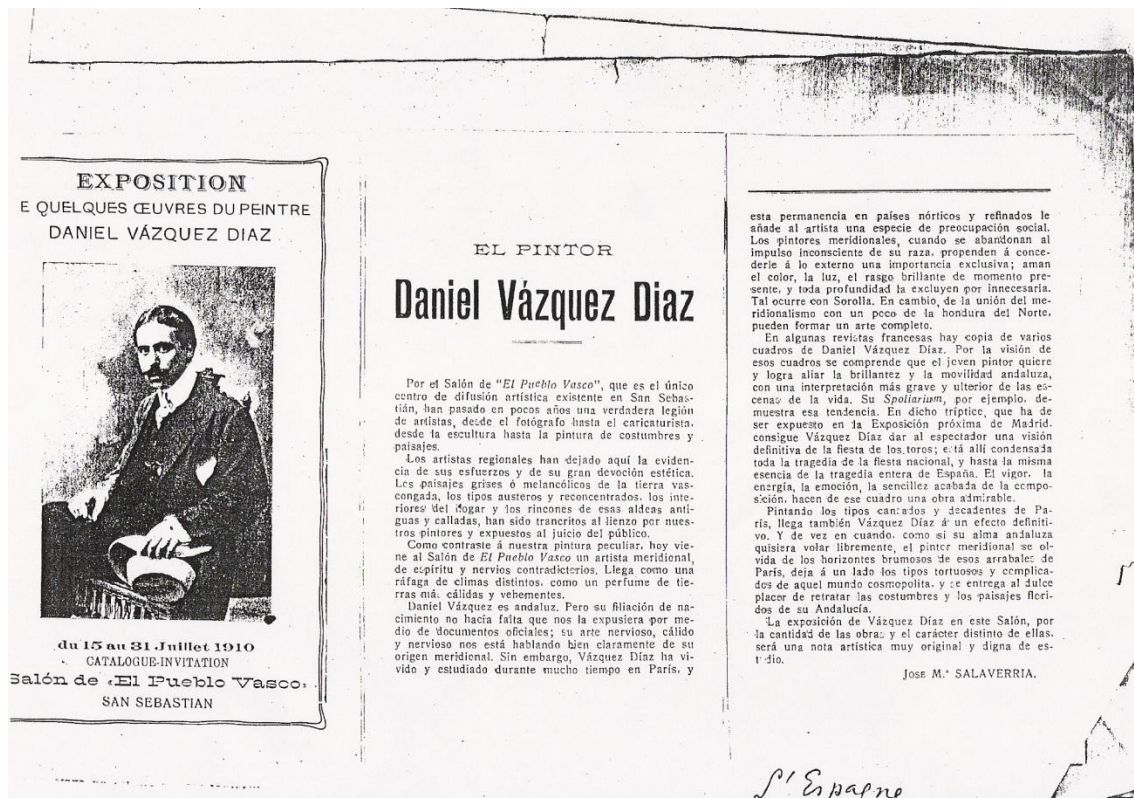 EXPOSITION
E QUELQUES ŒUVRES DU PEINTRE
DANIEL VÁZQUEZ DIAZ
du 15 au 31 Juillet 1910
CATALOGUE-INVITATION
Salón de «El Pueblo Vasco»
SAN SEBASTIAN
EL PINTOR
Daniel Vázquez Diaz
Por el Salón de "El Pueblo Vasco", que es el único
centro de difusión artística existente en San Sebas-
tián, han pasado en pocos años una verdadera legión
de artistas, desde el fotógrafo hasta el caricaturista,
desde la escultura hasta la pintura de costumbres y
paisajes.
Los artistas regionales han dejado aquí la eviden-
cia de sus esfuerzos y de su gran devoción estética.
Los paisajes grises ó melancólicos de la tierra vas-
congada, los tipos austeros y reconcentrados, los inte-
riores del hogar y los rincones de esas aldeas anti-
guas y calladas, han sido trancritos al lienzo por nues-
tros pintores y expuestos al juicio del público.
Como contraste á nuestra pintura peculiar, hoy vie-
ne al Salón de El Pueblo Vasco un artista meridional,
de espíritu y nervios contradictorios. Llega como una
ráfaga de climas distintos, como un perfume de tie-
rras más cálidas y vehementes.
Daniel Vázquez es andaluz. Pero su filiación de na-
cimiento no hacía falta que nos la expusiera por me-
dio de documentos oficiales; su arte nervioso, cálido
y nervioso nos está hablando bien claramente de su
origen meridional. Sin embargo, Vázquez Díaz ha vi-
vido y estudiado durante mucho tiempo en París, y
esta permanencia en países nórticos y refinados le
añade al artista una especie de preocupación social.
Los pintores meridionales, cuando se abandonan al
impulso inconsciente de su raza, propenden á conce-
derle á lo externo una importancia exclusiva; aman
el color, la luz, el rasgo brillante de momento pre-
sente, y toda profundidad la excluyen por innecesaria.
Tal ocurre con Sorolla. En cambio, de la unión del me-
ridionalismo con un poco de la hondura del Norte,
pueden formar un arte completo.
En algunas revistas francesas hay copia de varios
cuadros de Daniel Vázquez Díaz. Por la visión de
esos cuadros se comprende que el joven pintor quiere
y logra aliar la brillantez y la movilidad andaluza,
con una interpretación más grave y ulterior de las es-
cenas de la vida. Su Spoliarium, por ejemplo, de-
muestra esa tendencia. En dicho tríptice, que ha de
ser expuesto en la Exposición próxima de Madrid,
consigue Vázquez Díaz dar al espectador una visión
definitiva de la fiesta de los toros; está allí condensada
toda la tragedia de la fiesta nacional, y hasta la misma
esencia de la tragedia entera de España. El vigor, la
energía, la emoción, la sencillez acabada de la compo-
sición, hacen de ese cuadro una obra admirable.
Pintando los tipos cansados y decadentes de Pa-
rís, llega también Vázquez Díaz á un efecto definiti-
vo. Y de vez en cuando, como si su alma andaluza
quisiera volar libremente, el pintor meridional se ol-
vida de los horizontes brumosos de esos arrabales de
París, deja á un lado los tipos tortuosos y complica-
dos de aquel mundo cosmopolita, y se entrega al dulce
placer de retratar las costumbres y los paisajes flori-
dos de su Andalucía.
La exposición de Vázquez Díaz en este Salón, por
la cantidad de las obras y el carácter distinto de ellas,
será una nota artística muy original y digna de es-
tudio.
JOSE M.ª SALAVERRIA.
L'Espagne